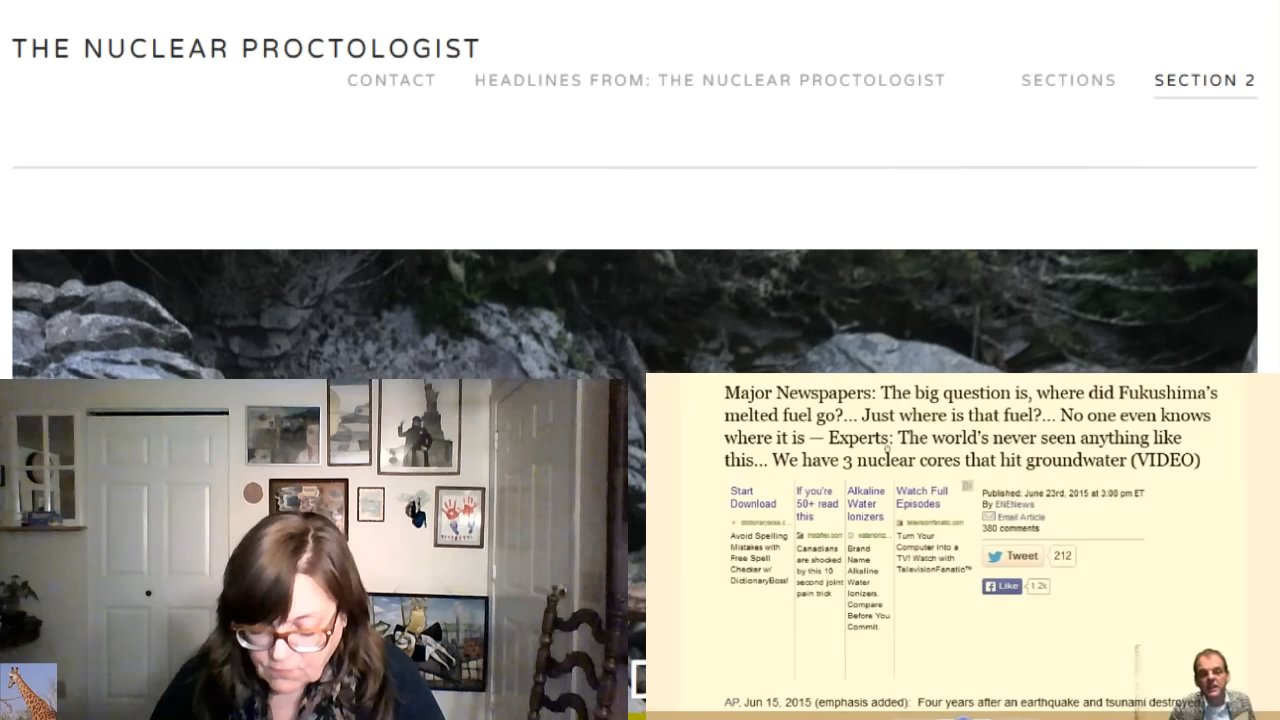 THE NUCLEAR PROCTOLOGIST
CONTACT
HEADLINES FROM: THE NUCLEAR PROCTOLOGIST
SECTIONS
SECTION 2
Major Newspapers: The big question is, where did Fukushima's
melted fuel go?... Just where is that fuel?... No one even knows
where it is — Experts: The world's never seen anything like
this... We have 3 nuclear cores that hit groundwater (VIDEO)
Start
Download
Avoid Spelling
Mistakes with
Free Spell
Checker w/
DictionaryBoss!
If you're
50+ read
this
Canadians
are shocked
by this 10
second joint
pain trick
Alkaline
Water
Ionizers
Brand
Name
Alkaline
Water
Ionizers.
Compare
Before You
Commit.
Watch Full
Episodes
televisionfanatic.com
Turn Your
Computer into a
TV! Watch with
TelevisionFanatic™
Published: June 23rd, 2015 at 3:08 pm ET
By ENENews
Email Article
380 comments
Tweet
212
Like
1.2k
AP, Jun 15, 2015 (emphasis added): Four years after an earthquake and tsunami destroyed